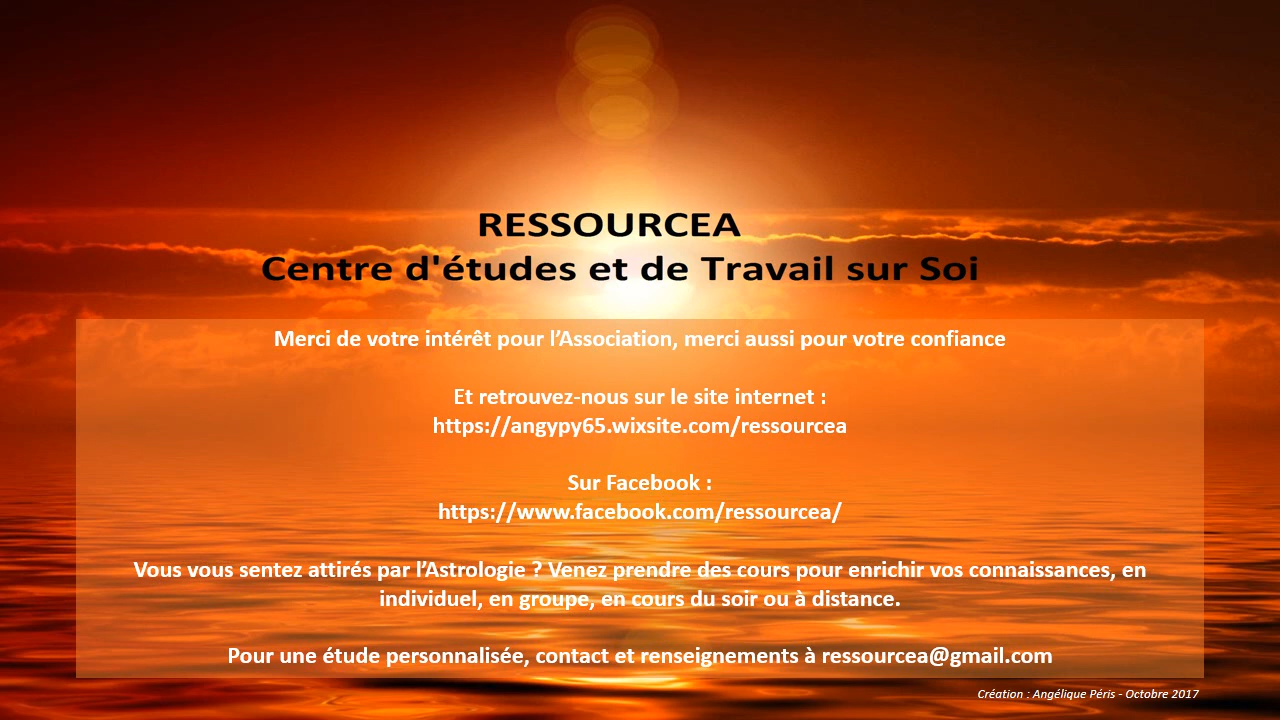 RESSOURCEA
Centre d'études et de Travail sur Soi
Merci de votre intérêt pour l’Association, merci aussi pour votre confiance
Et retrouvez-nous sur le site internet :
https://angypy65.wixsite.com/ressourcea
Sur Facebook :
https://www.facebook.com/ressourcea/
Vous vous sentez attirés par l’Astrologie ? Venez prendre des cours pour enrichir vos connaissances, en
individuel, en groupe, en cours du soir ou à distance.
Pour une étude personnalisée, contact et renseignements à ressourcea@gmail.com
Création : Angélique Péris - Octobre 2017